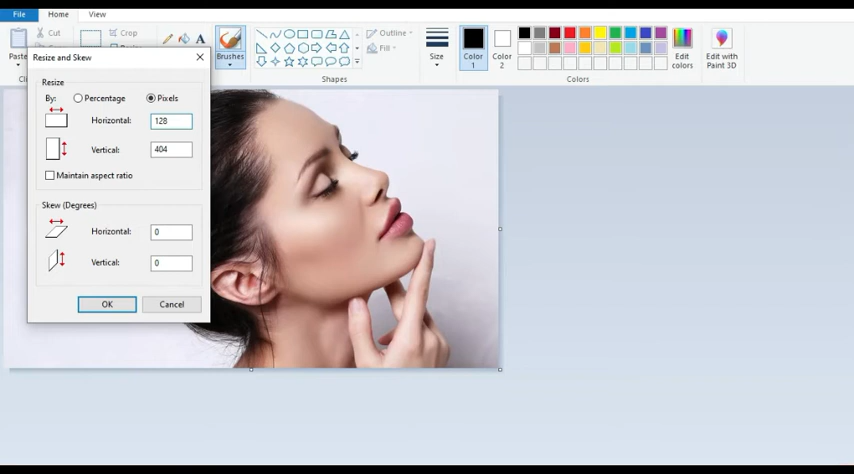 File Home View
Cut
Crop
Paste
Brushes
Outline
Fill
Shapes
Size
Color 1
Color 2
Colors
Edit colors
Edit with Paint 3D
Resize and Skew
Resize
By: Percentage Pixels
Horizontal: 128
Vertical: 404
Maintain aspect ratio
Skew (Degrees)
Horizontal: 0
Vertical: 0
OK Cancel